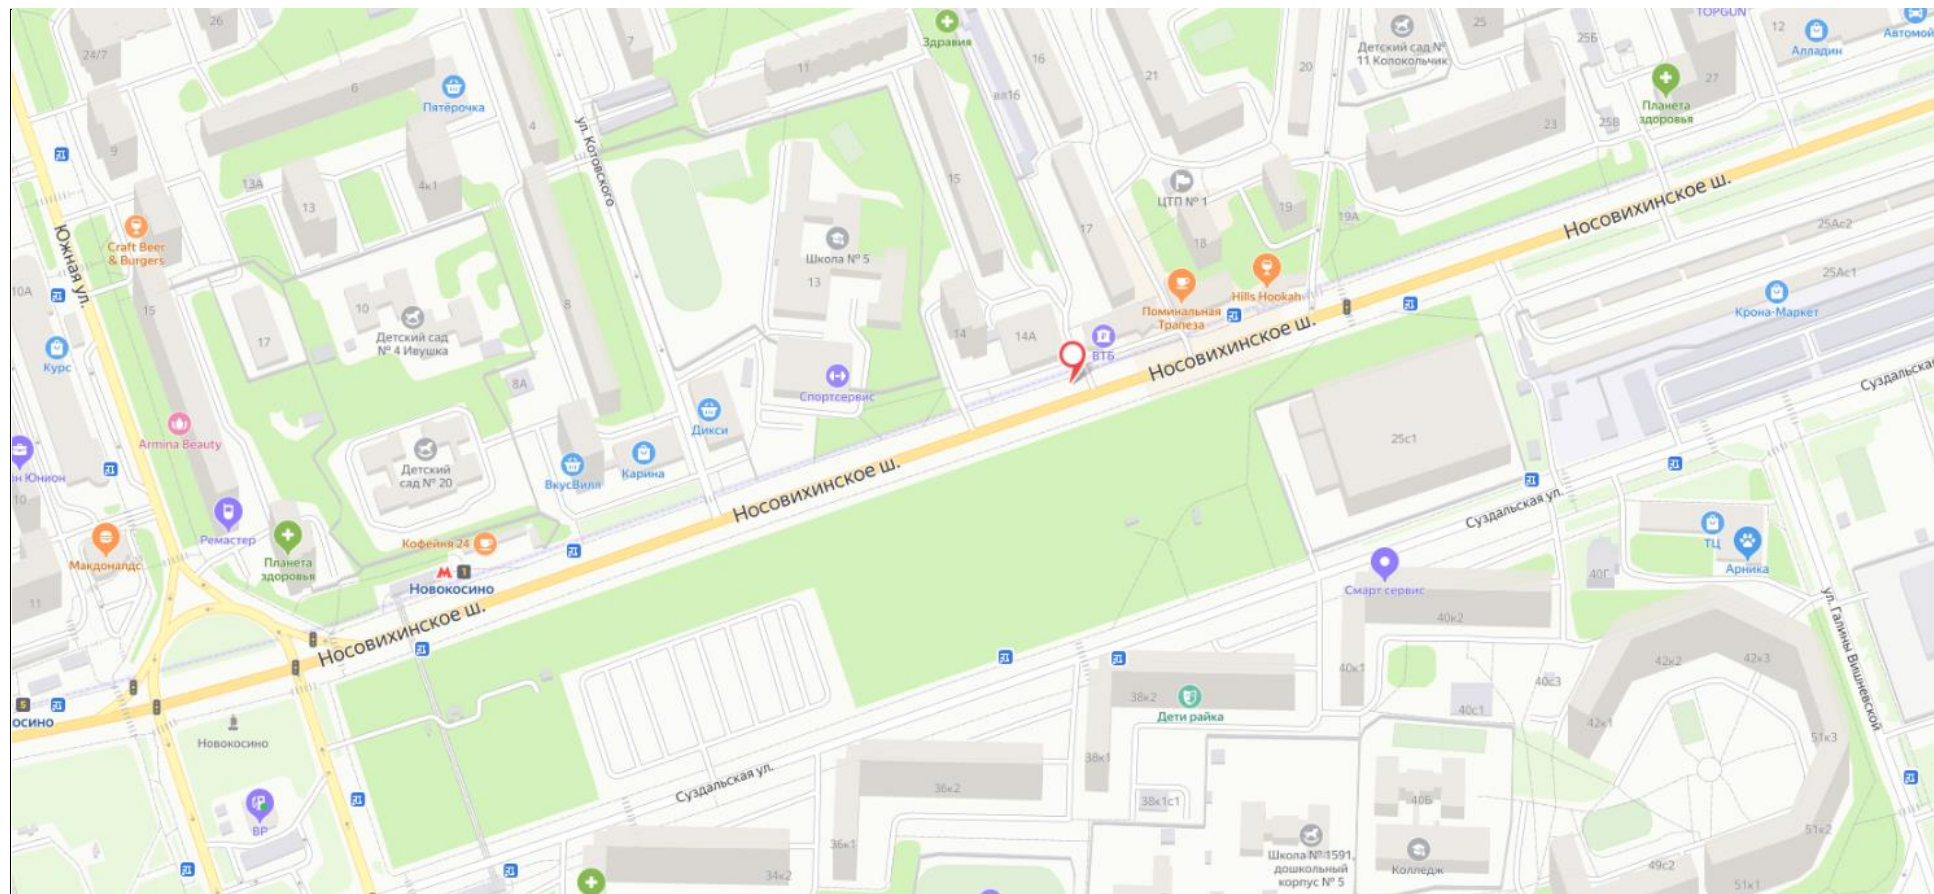 26
24/7
6
Пятёрочка
7
11
Здравия
16
вл16
21
20
Детский сад №
11 Колокольчик
25
25Б
TOPGUN
12
Алладин
Автомой
27
Планета
здоровья
25В
23
9
4
ул. Котовского
4к1
13А
13
15
ЦТП № 1
17
18
19
19А
Носовихинское ш.
25Ас2
25Ас1
Крона-Маркет
Craft Beer
& Burgers
Южная ул.
10А
15
17
10
Детский сад
№ 4 Ивушка
8
Школа № 5
13
14
14А
ВТБ
Поминальная
Трапеза
Hills Hookah
Носовихинское ш.
Курс
8А
Спортсервис
Дикси
Карина
ВкусВилл
Armina Beauty
Детский
сад № 20
н Юнион
10
25с1
Суздальская
Суздальская ул.
Носовихинское ш.
Ремастер
Планета
здоровья
Кофейня 24
Макдоналдс
11
1
Новокосино
Носовихинское ш.
ТЦ
Арника
40Г
Смарт сервис
40к2
40к1
40с3
40с1
ул. Галины Вишневской
42к2
42к3
42к1
51к3
5
осино
Новокосино
38к2
Дети райка
38к1
Суздальская ул.
36к2
38к1с1
40Б
ВР
36к1
34к2
Школа № 1591,
дошкольный
корпус № 5
Колледж
51к2
49с2
51к1